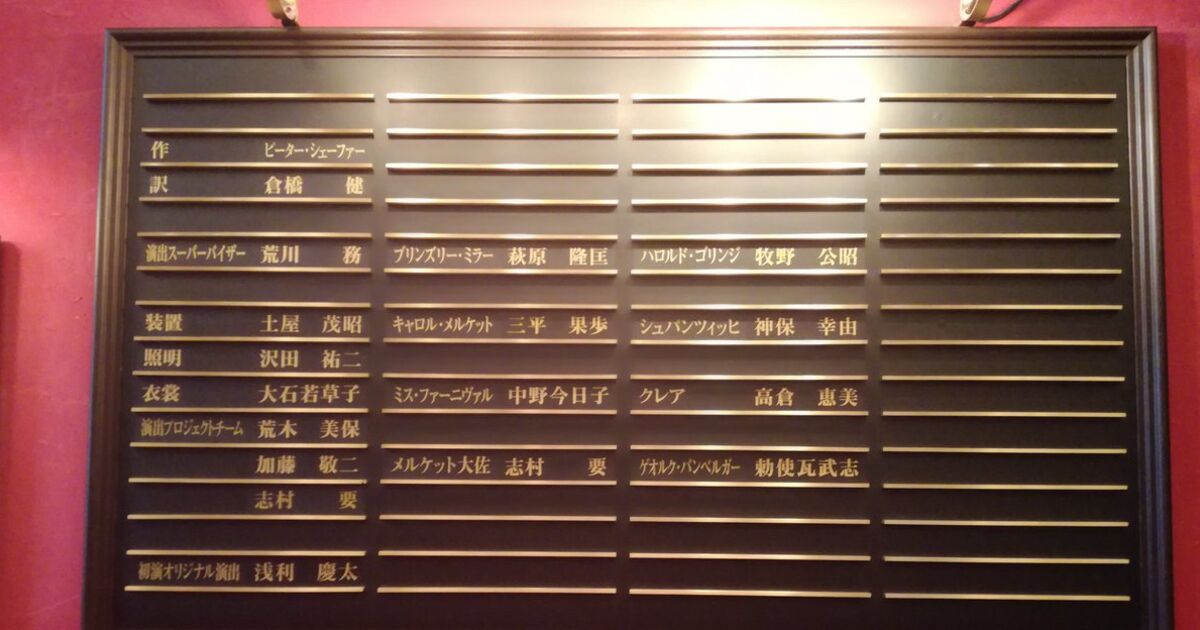 作 ピーター・シェーファー
訳 倉橋 健
演出スーパーバイザー 荒川 務
装置 土屋 茂昭
照明 沢田 祐二
衣裳 大石若草子
演出プロジェクトチーム 荒木 美保
加藤 敬二
志村 要
初演オリジナル演出 浅利 慶太
ブリンズリー・ミラー 萩原 隆匡
キャロル・メルケット 三平 果歩
ミス・ファーニヴァル 中野今日子
メルケット大佐 志村 要
ハロルド・ゴリンジ 牧野 公昭
シュパンツィッヒ 神保 幸由
クレア 高倉 恵美
ゲオルク・バンベルガー 勅使瓦武志